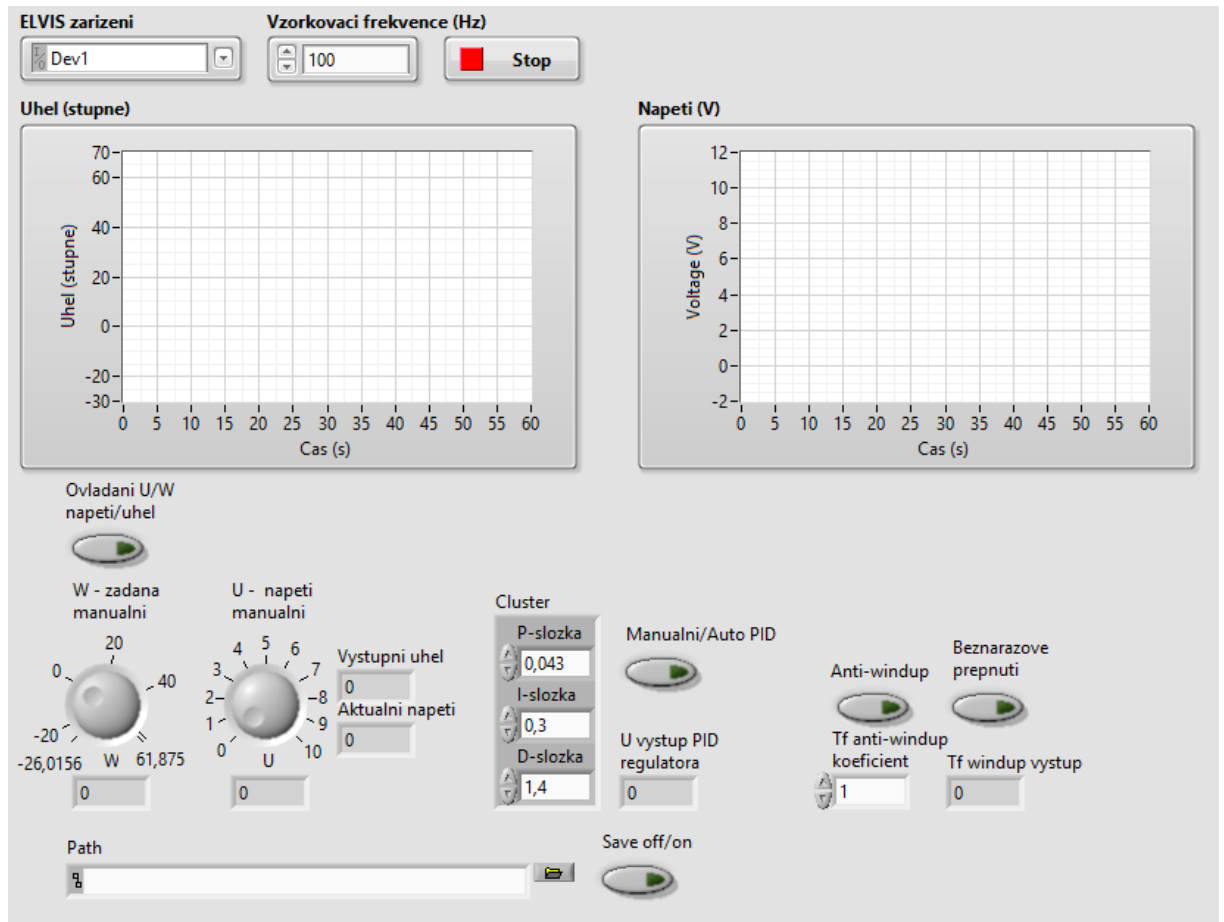 ELVIS zarizeni
Vzorkovaci frekvence (Hz)
I/O Dev1
100
Stop
Uhel (stupne)
70
60
40
20
0
-20
-30
Uhel (stupne)
0 5 10 15 20 25 30 35 40 45 50 55 60
Cas (s)
Napeti (V)
12
10
8
6
4
2
0
-2
Voltage (V)
0 5 10 15 20 25 30 35 40 45 50 55 60
Cas (s)
Ovladani U/W
napeti/uhel
W - zadana
manualni
-26,0156
-20
0
20
40
61,875
W
0
U - napeti
manualni
0
1
2
3
4
5
6
7
8
9
10
U
0
Vystupni uhel
0
Aktualni napeti
0
Cluster
P-slozka
0,043
I-slozka
0,3
D-slozka
1,4
Manualni/Auto PID
U vystup PID
regulatora
0
Anti-windup
Beznarazove
prepnuti
Tf anti-windup
koeficient
1
Tf windup vystup
0
Path
Save off/on